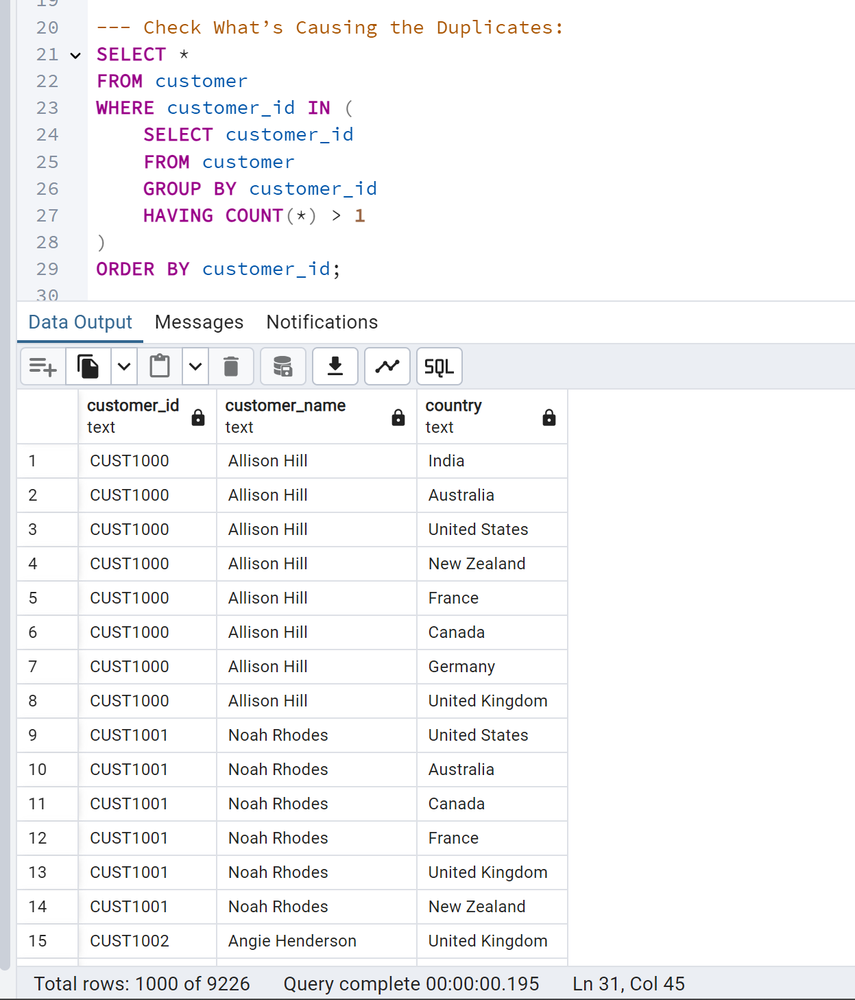 19
20 --- Check What’s Causing the Duplicates:
21 SELECT *
22 FROM customer
23 WHERE customer_id IN (
24 SELECT customer_id
25 FROM customer
26 GROUP BY customer_id
27 HAVING COUNT(*) > 1
28 )
29 ORDER BY customer_id;
30
Data Output Messages Notifications
SQL
customer_id customer_name country
text text text
1 CUST1000 Allison Hill India
2 CUST1000 Allison Hill Australia
3 CUST1000 Allison Hill United States
4 CUST1000 Allison Hill New Zealand
5 CUST1000 Allison Hill France
6 CUST1000 Allison Hill Canada
7 CUST1000 Allison Hill Germany
8 CUST1000 Allison Hill United Kingdom
9 CUST1001 Noah Rhodes United States
10 CUST1001 Noah Rhodes Australia
11 CUST1001 Noah Rhodes Canada
12 CUST1001 Noah Rhodes France
13 CUST1001 Noah Rhodes United Kingdom
14 CUST1001 Noah Rhodes New Zealand
15 CUST1002 Angie Henderson United Kingdom
Total rows: 1000 of 9226 Query complete 00:00:00.195 Ln 31, Col 45